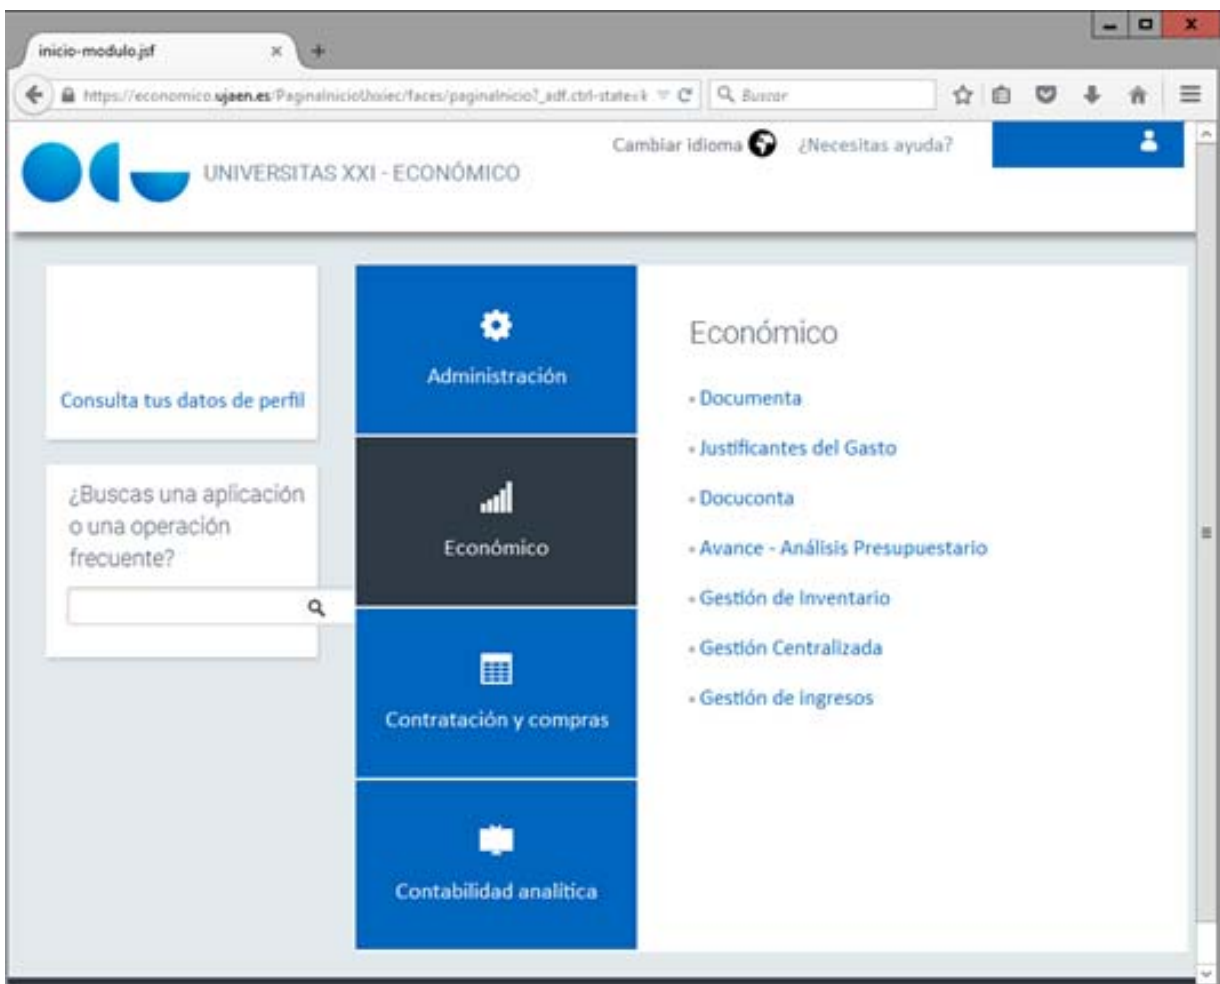 inicio-modulo.jsf
https://economico.ujaen.es/PaginaInicioUxxiec/faces/paginaInicio?_adf.ctrl-state=k
Buscar
Cambiar idioma
¿Necesitas ayuda?
UNIVERSITAS XXI - ECONÓMICO
Consulta tus datos de perfil
¿Buscas una aplicación
o una operación
frecuente?
Administración
Económico
Contratación y compras
Contabilidad analítica
Económico
Documenta
Justificantes del Gasto
Docuconta
Avance - Análisis Presupuestario
Gestión de Inventario
Gestión Centralizada
Gestión de ingresos